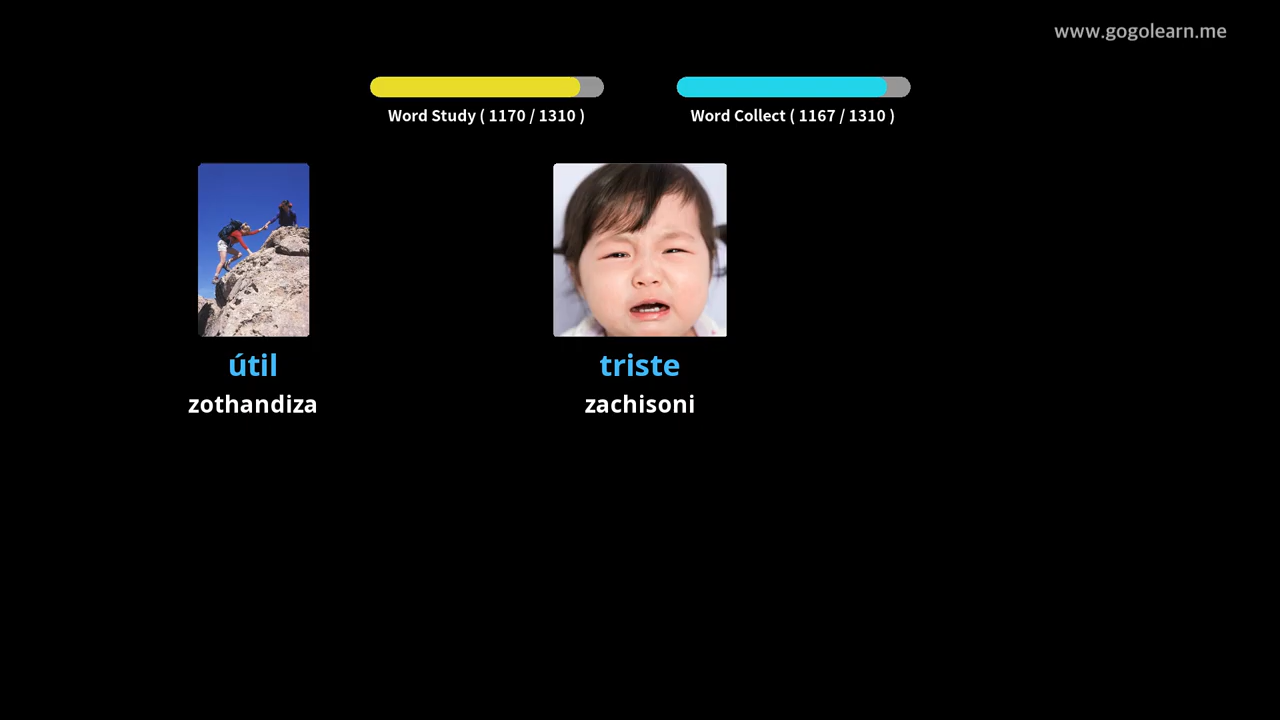 www.gogolearn.me
Word Study ( 1170 / 1310 )
Word Collect ( 1167 / 1310 )
útil
zothandiza
triste
zachisoni